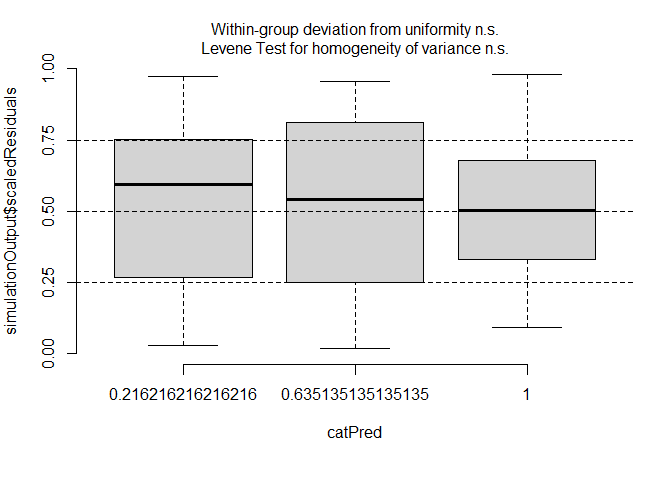 Within-group deviation from uniformity n.s.
Levene Test for homogeneity of variance n.s.
simulationOutput$scaledResiduals
1.00
0.75
0.50
0.25
0.00
0.216216216216216
0.635135135135135
1
catPred